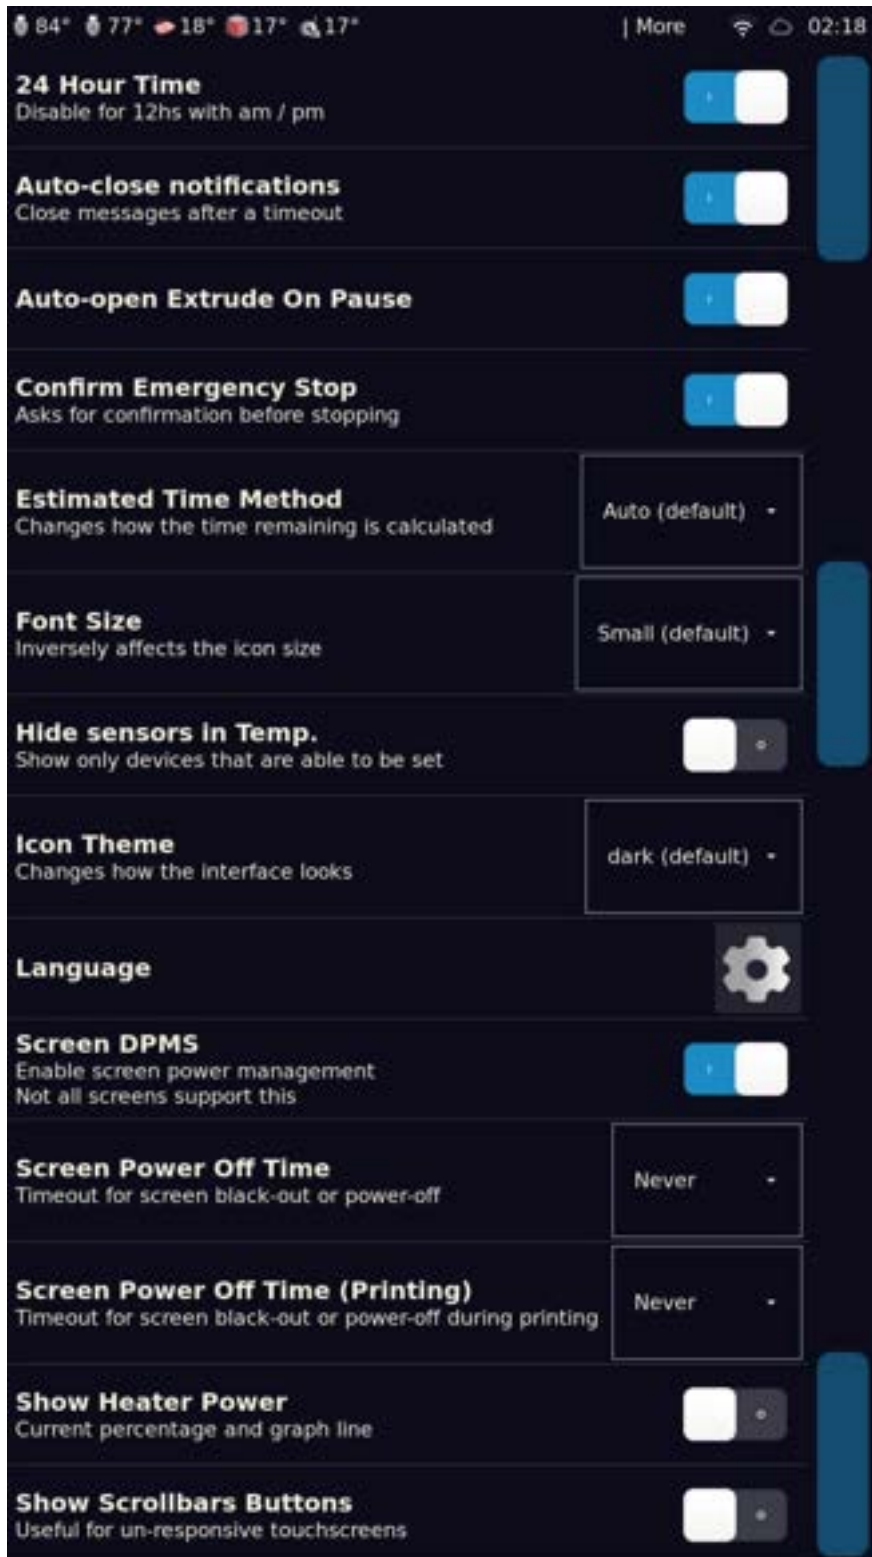 84° 77° 18° 17° 17° | More 02:18
24 Hour Time
Disable for 12hs with am / pm
Auto-close notifications
Close messages after a timeout
Auto-open Extrude On Pause
Confirm Emergency Stop
Asks for confirmation before stopping
Estimated Time Method
Changes how the time remaining is calculated
Auto (default)
Font Size
Inversely affects the icon size
Small (default)
Hide sensors in Temp.
Show only devices that are able to be set
Icon Theme
Changes how the interface looks
dark (default)
Language
Screen DPMS
Enable screen power management
Not all screens support this
Screen Power Off Time
Timeout for screen black-out or power-off
Never
Screen Power Off Time (Printing)
Timeout for screen black-out or power-off during printing
Never
Show Heater Power
Current percentage and graph line
Show Scrollbars Buttons
Useful for un-responsive touchscreens